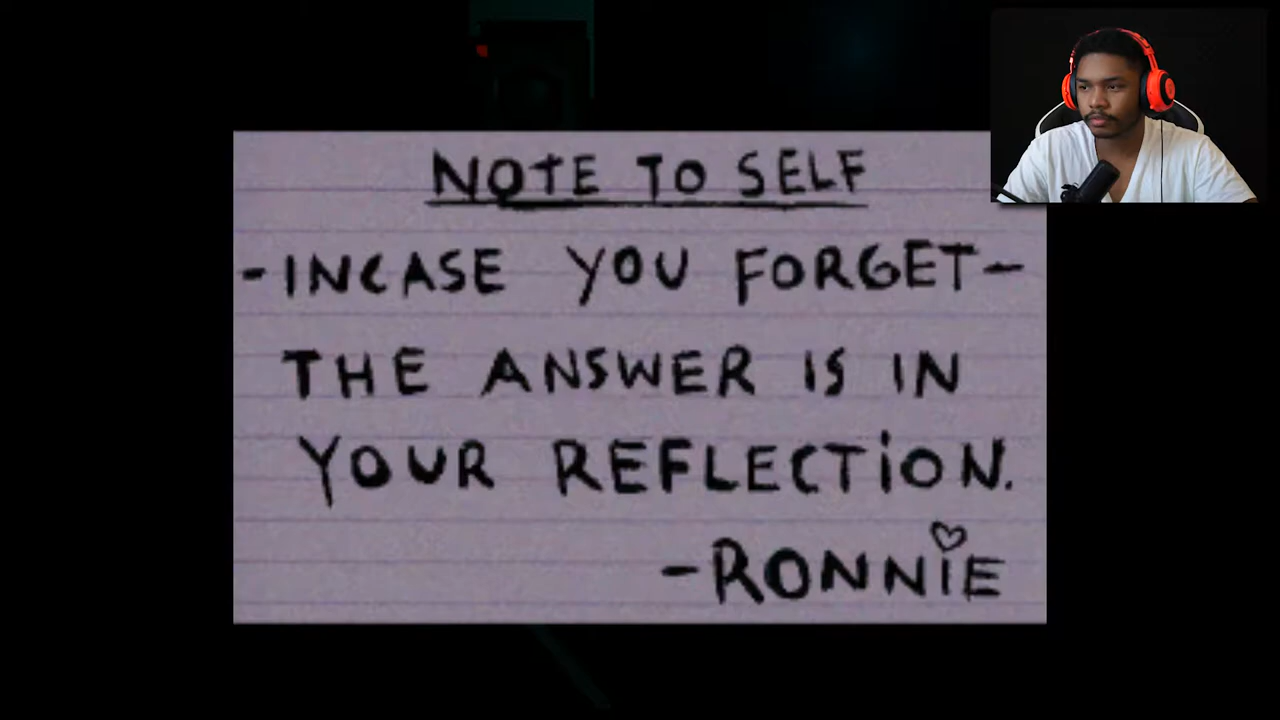 NOTE TO SELF
-INCASE YOU FORGET-
THE ANSWER IS IN
YOUR REFLECTION.
-RONNiE